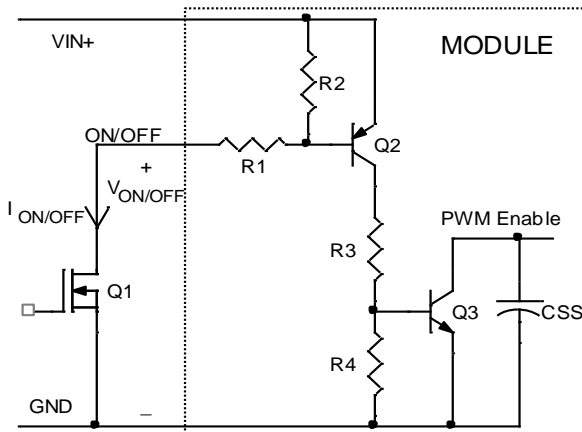 VIN+
MODULE
R2
ON/OFF
+
R1
Q2
V ON/OFF
I ON/OFF
PWM Enable
R3
Q1
Q3
CSS
R4
GND
_